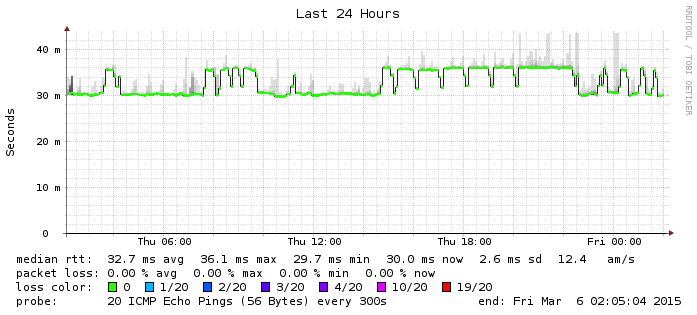 Last 24 Hours
RRDTOOL / TOBI OETIKER
Seconds
40 m
30 m
20 m
10 m
0
Thu 06:00 Thu 12:00 Thu 18:00 Fri 00:00
median rtt: 32.7 ms avg 36.1 ms max 29.7 ms min 30.0 ms now 2.6 ms sd 12.4 am/s
packet loss: 0.00 % avg 0.00 % max 0.00 % min 0.00 % now
loss color: 0 1/20 2/20 3/20 4/20 10/20 19/20
probe: 20 ICMP Echo Pings (56 Bytes) every 300s end: Fri Mar 6 02:05:04 2015